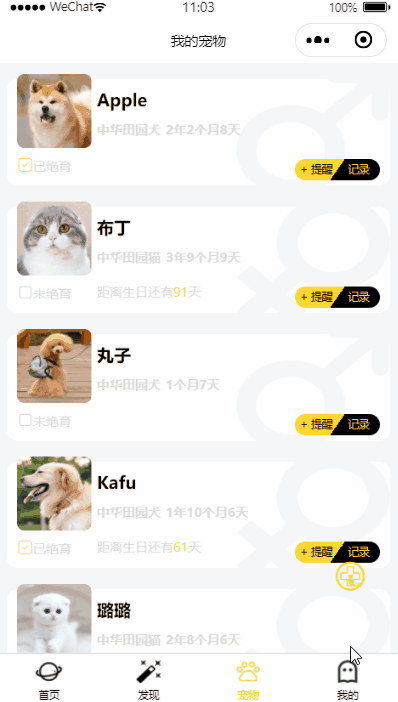 WeChat 11:03 100%
我的宠物
Apple
中华田园犬 2年2个月8天
已绝育
+ 提醒 记录
布丁
中华田园猫 3年9个月9天
未绝育 距离生日还有91天
+ 提醒 记录
丸子
中华田园犬 1个月7天
未绝育
+ 提醒 记录
Kafu
中华田园犬 1年10个月6天
已绝育 距离生日还有61天
+ 提醒 记录
璐璐
中华田园猫 2年8个月6天
首页 发现 宠物 我的